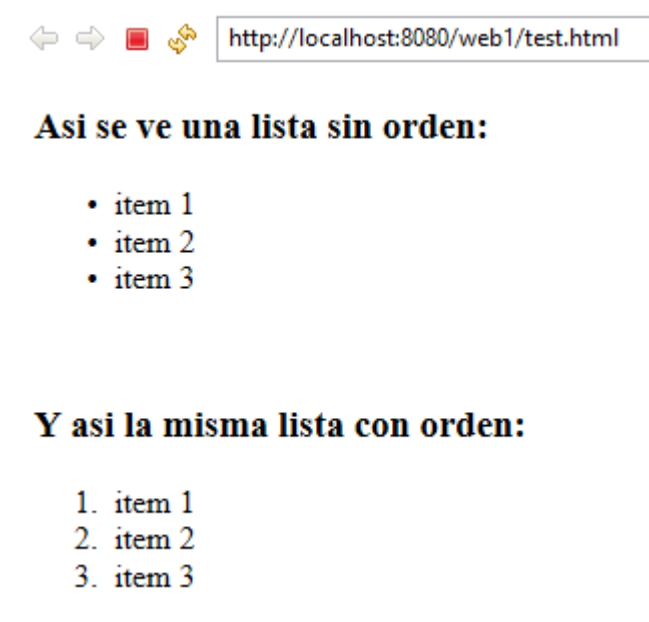 http://localhost:8080/web1/test.html
Asi se ve una lista sin orden:
• item 1
• item 2
• item 3
Y asi la misma lista con orden:
1. item 1
2. item 2
3. item 3